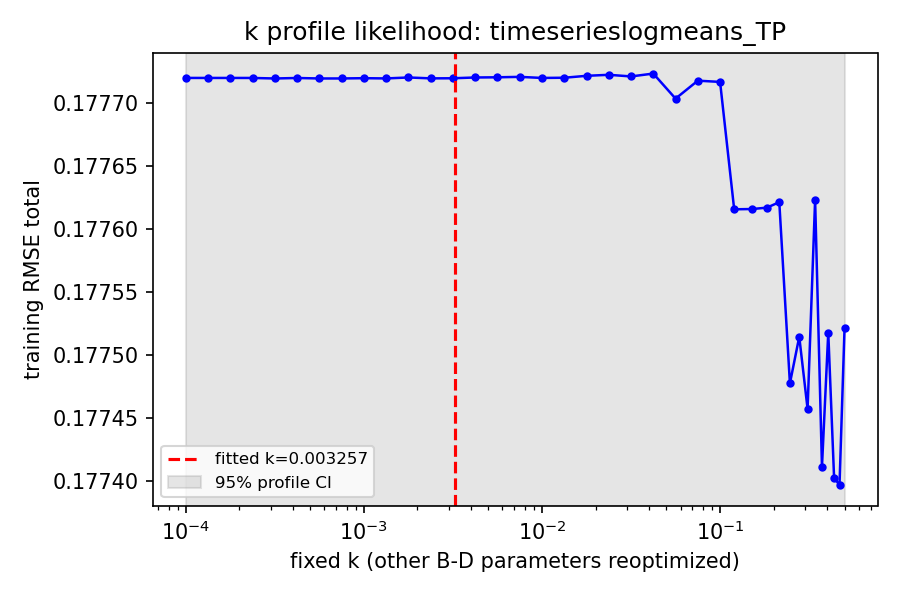 k profile likelihood: timeserieslogmeans_TP
training RMSE total
0.17770
0.17765
0.17760
0.17755
0.17750
0.17745
0.17740
fitted k=0.003257
95% profile CI
10⁻⁴
10⁻³
10⁻²
10⁻¹
fixed k (other B-D parameters reoptimized)